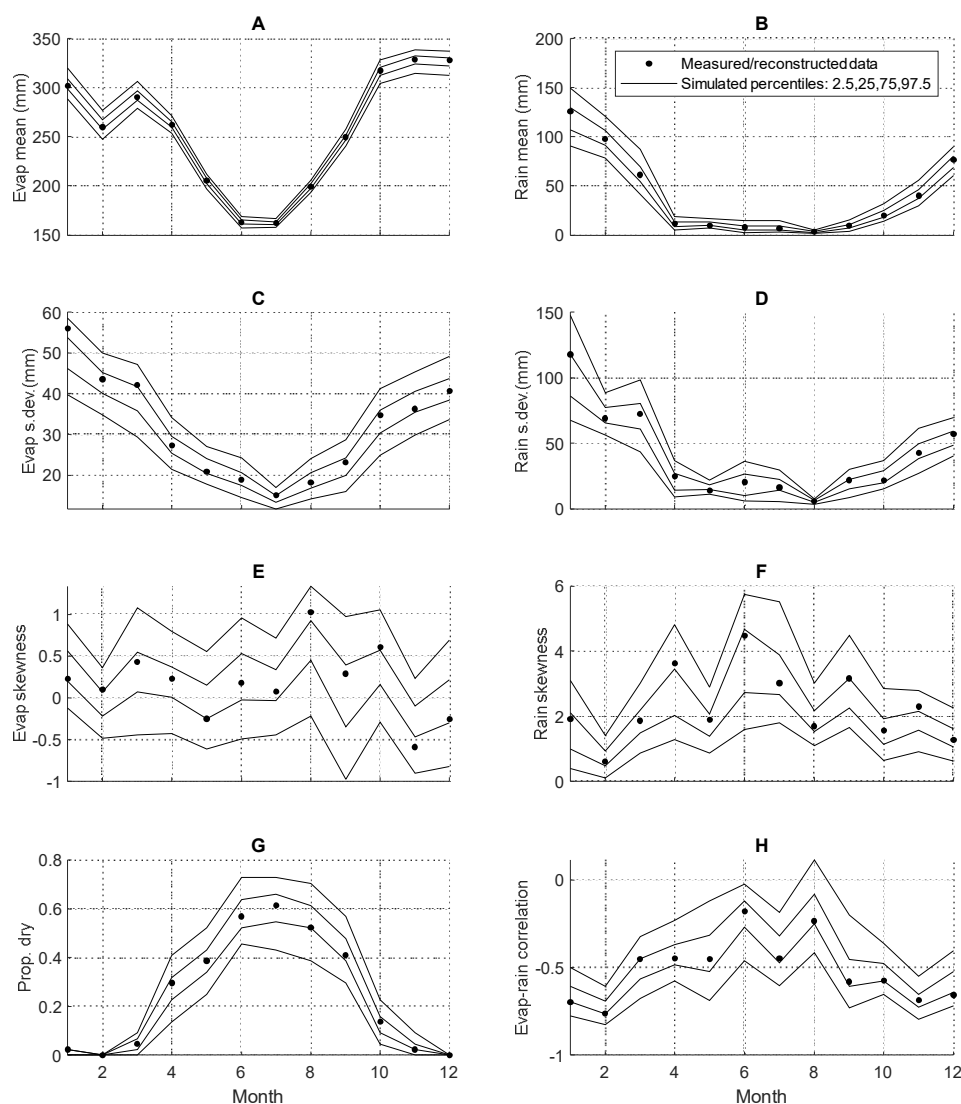 A
350
300
250
200
150
Evap mean (mm)
B
200
150
100
50
0
Rain mean (mm)
Measured/reconstructed data
Simulated percentiles: 2.5,25,75,97.5
C
60
50
40
30
20
Evap s.dev.(mm)
D
150
100
50
0
Rain s.dev.(mm)
E
1
0.5
0
-0.5
-1
Evap skewness
F
6
4
2
0
Rain skewness
G
0.8
0.6
0.4
0.2
0
Prop. dry
2 4 6 8 10 12
Month
H
0
-0.5
-1
Evap-rain correlation
2 4 6 8 10 12
Month